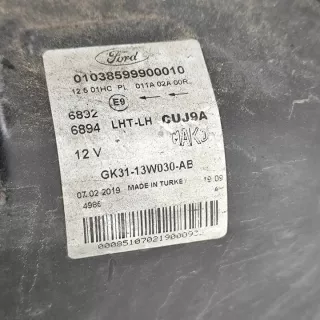 Ford
01038599900010
12.5 01HC PL 011A 02A 00R
E9
6832
6894 LHT-LH CUJ9A
MAKO
12 V
GK31-13W030-AB
07.02.2019 MADE IN TURKEY
4986